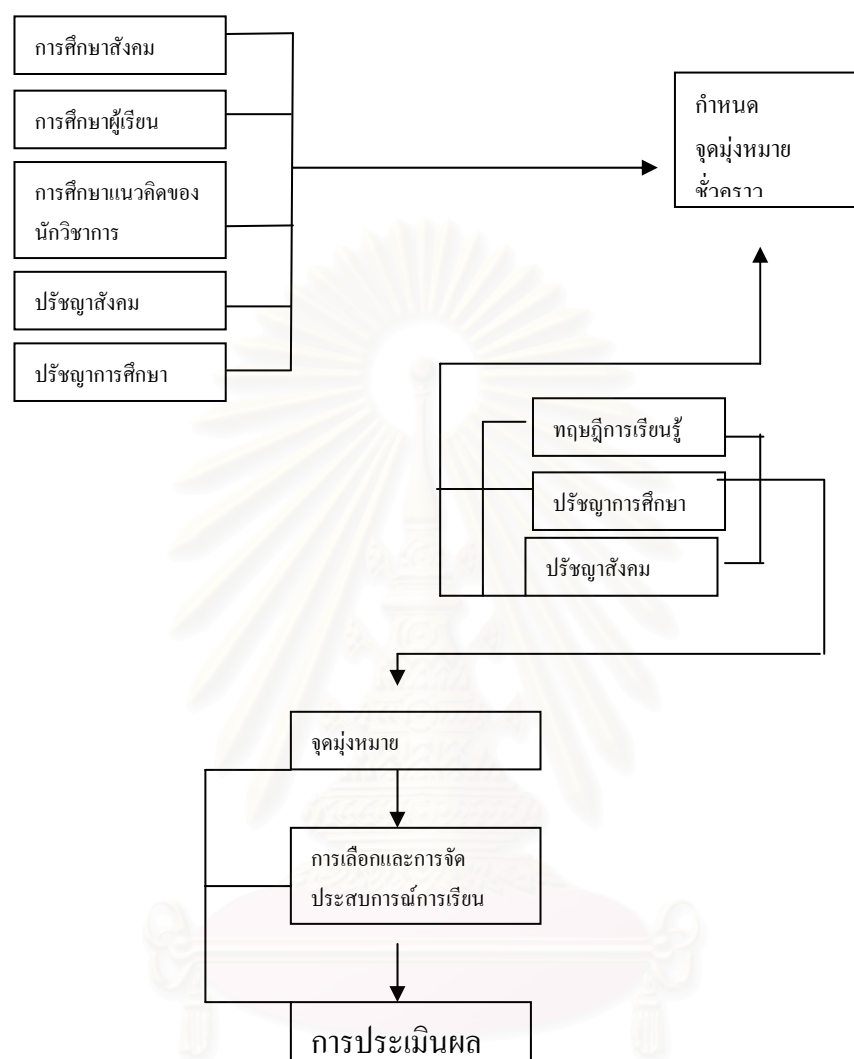 การศึกษาสังคม
การศึกษาผู้เรียน
การศึกษาแนวคิดของ
นักวิชาการ
ปรัชญาสังคม
ปรัชญาการศึกษา
กำหนด
จุดมุ่งหมาย
ชั่วคราว
ทฤษฎีการเรียนรู้
ปรัชญาการศึกษา
ปรัชญาสังคม
จุดมุ่งหมาย
การเลือกและการจัด
ประสบการณ์การเรียน
การประเมินผล